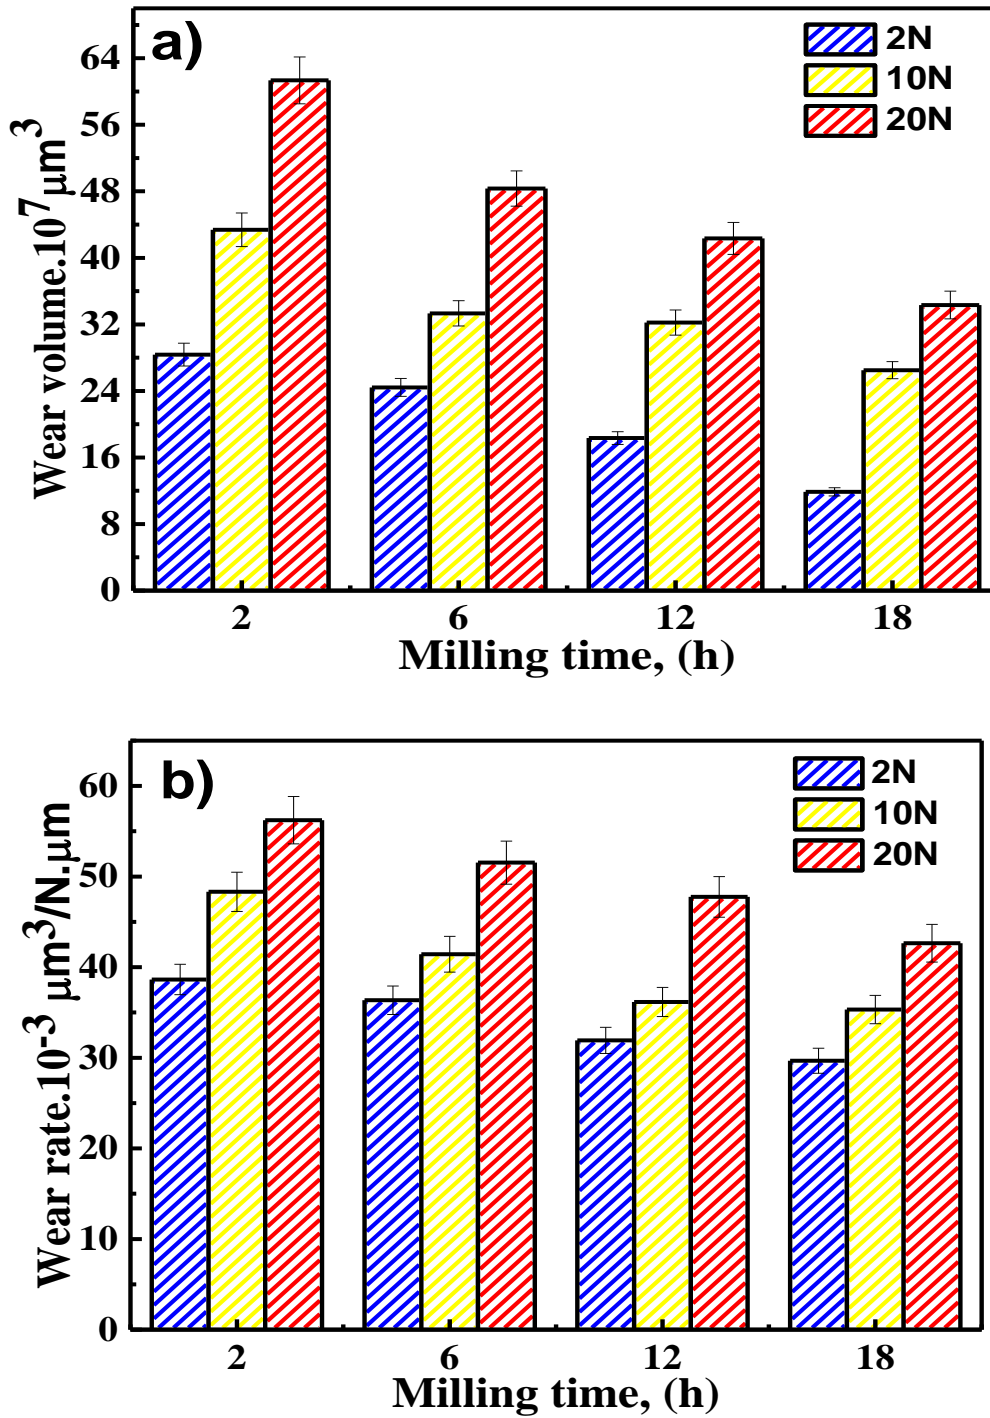 a)
2N
10N
20N
Wear volume.10⁷μm³
64
56
48
40
32
24
16
8
0
2 6 12 18
Milling time, (h)
b)
2N
10N
20N
Wear rate.10⁻³ μm³/N.μm
60
50
40
30
20
10
0
2 6 12 18
Milling time, (h)